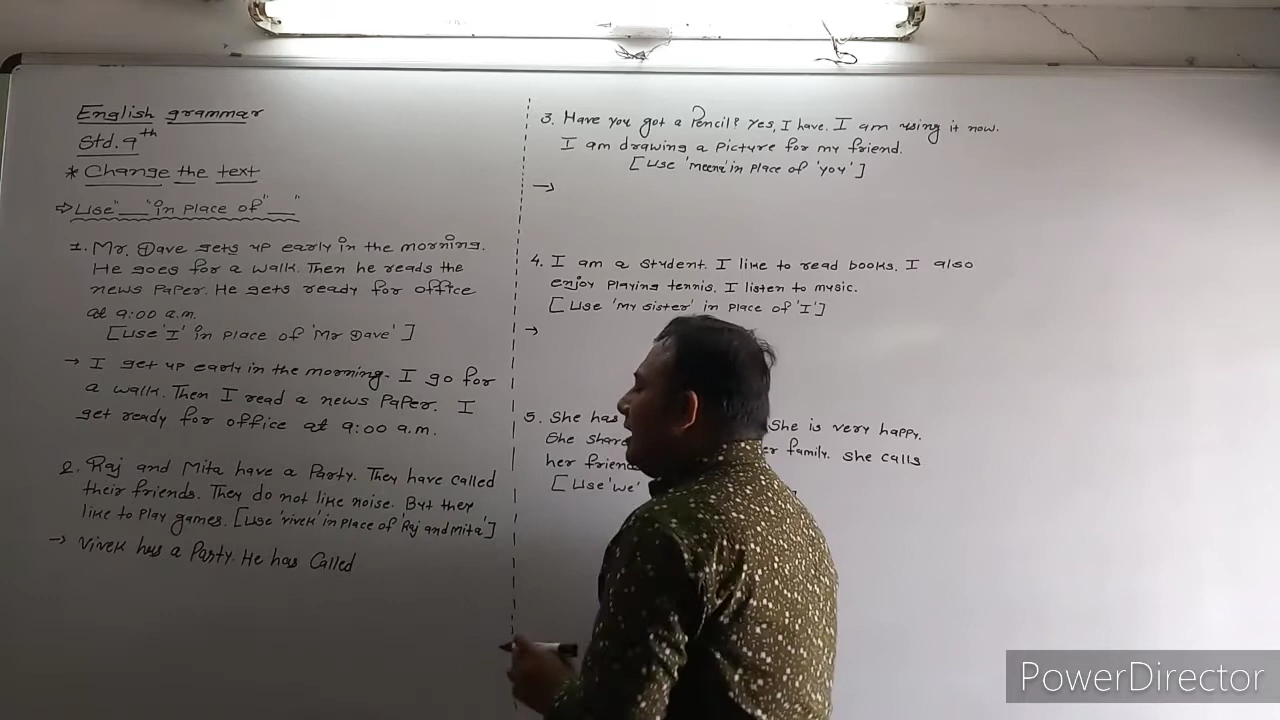 English grammar
Std. 9th
* Change the text
⇒ Use "___" in place of "___"
1. Mr. Dave gets up early in the morning.
He goes for a walk. Then he reads the
news paper. He gets ready for office
at 9:00 a.m.
[Use 'I' in place of 'Mr Dave']
→ I get up early in the morning. I go for
a walk. Then I read a news paper. I
get ready for office at 9:00 a.m.
2. Raj and Mita have a party. They have called
their friends. They do not like noise. But they
like to play games. [Use 'vivek' in place of 'Raj and Mita']
→ Vivek has a Party. He has Called
3. Have you got a Pencil? Yes, I have. I am using it now.
I am drawing a picture for my friend.
[Use 'meena' in place of 'you']
→
4. I am a student. I like to read books. I also
enjoy playing tennis. I listen to music.
[Use 'My sister' in place of 'I']
→
5. She has She is very happy.
She family. She calls
her
[Use 'we'
PowerDirector